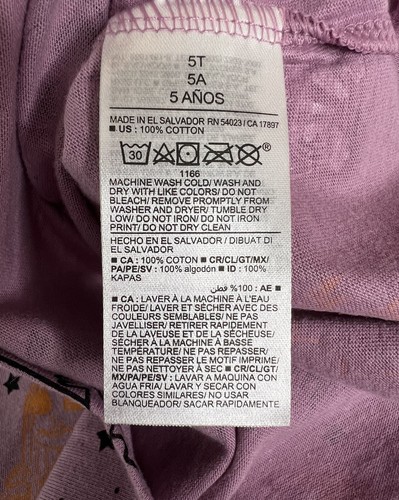 5T
5A
5 AÑOS
MADE IN EL SALVADOR RN 54023 / CA 17897
■ US : 100% COTTON
30
®
1166
MACHINE WASH COLD/ WASH AND
DRY WITH LIKE COLORS/ DO NOT
BLEACH/ REMOVE PROMPTLY FROM
WASHER AND DRYER/ TUMBLE DRY
LOW/ DO NOT IRON/ DO NOT IRON
PRINT/ DO NOT DRY CLEAN
HECHO EN EL SALVADOR / DIBUAT DI
EL SALVADOR
■ CA : 100% COTON ■ CR/CL/GT/MX/
PA/PE/SV : 100% algodón ■ ID : 100%
KAPAS
■ AE : 100% قطن
■ CA : LAVER À LA MACHINE À L'EAU
FROIDE/ LAVER ET SÉCHER AVEC DES
COULEURS SEMBLABLES/ NE PAS
JAVELLISER/ RETIRER RAPIDEMENT
DE LA LAVEUSE ET DE LA SÉCHEUSE/
SÉCHER À LA MACHINE À BASSE
TEMPÉRATURE/ NE PAS REPASSER/
NE PAS REPASSER LE MOTIF IMPRIMÉ/
NE PAS NETTOYER À SEC ■ CR/CL/GT/
MX/PA/PE/SV : LAVAR A MAQUINA CON
AGUA FRIA/ LAVAR Y SECAR CON
COLORES SIMILARES/ NO USAR
BLANQUEADOR/ SACAR RAPIDAMENTE